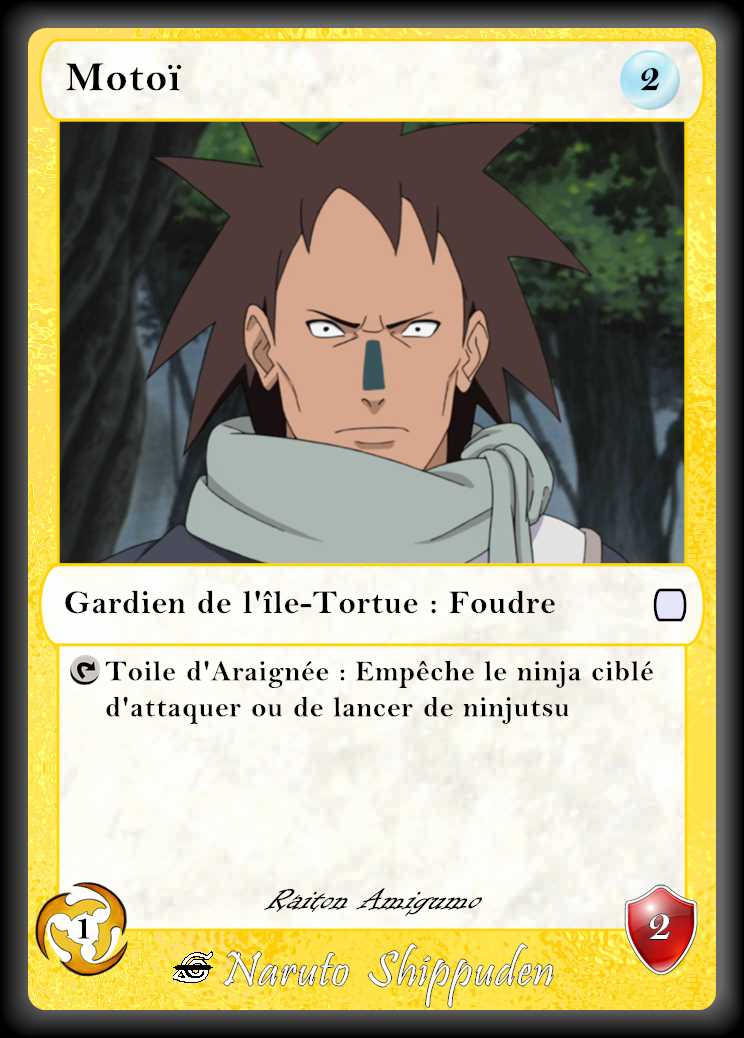 Motoï
2
Gardien de l'île-Tortue : Foudre
Toile d'Araignée : Empêche le ninja ciblé
d'attaquer ou de lancer de ninjutsu
Raiton Amigumo
1
2
Naruto Shippuden